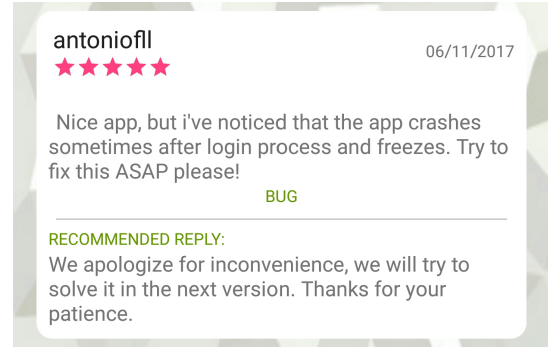 antoniofll
06/11/2017
Nice app, but i've noticed that the app crashes
sometimes after login process and freezes. Try to
fix this ASAP please!
BUG
RECOMMENDED REPLY:
We apologize for inconvenience, we will try to
solve it in the next version. Thanks for your
patience.